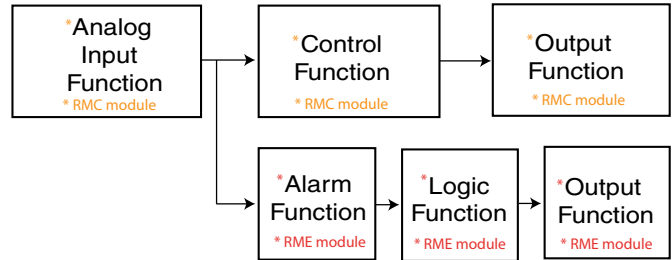 *Analog
Input
Function
* RMC module
*Control
Function
* RMC module
*Output
Function
* RMC module
*Alarm
Function
* RME module
*Logic
Function
* RME module
*Output
Function
* RME module